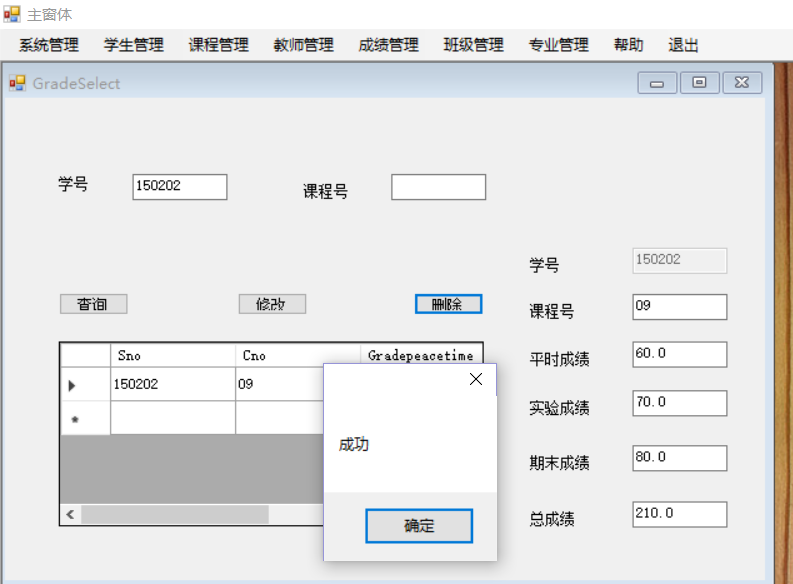 主窗体
系统管理 学生管理 课程管理 教师管理 成绩管理 班级管理 专业管理 帮助 退出
GradeSelect
学号 150202 课程号
学号 150202
查询 修改 删除
课程号 09
Sno Cno Gradepeacetime
平时成绩 60.0
150202 09
实验成绩 70.0
成功
期末成绩 80.0
总成绩 210.0
确定